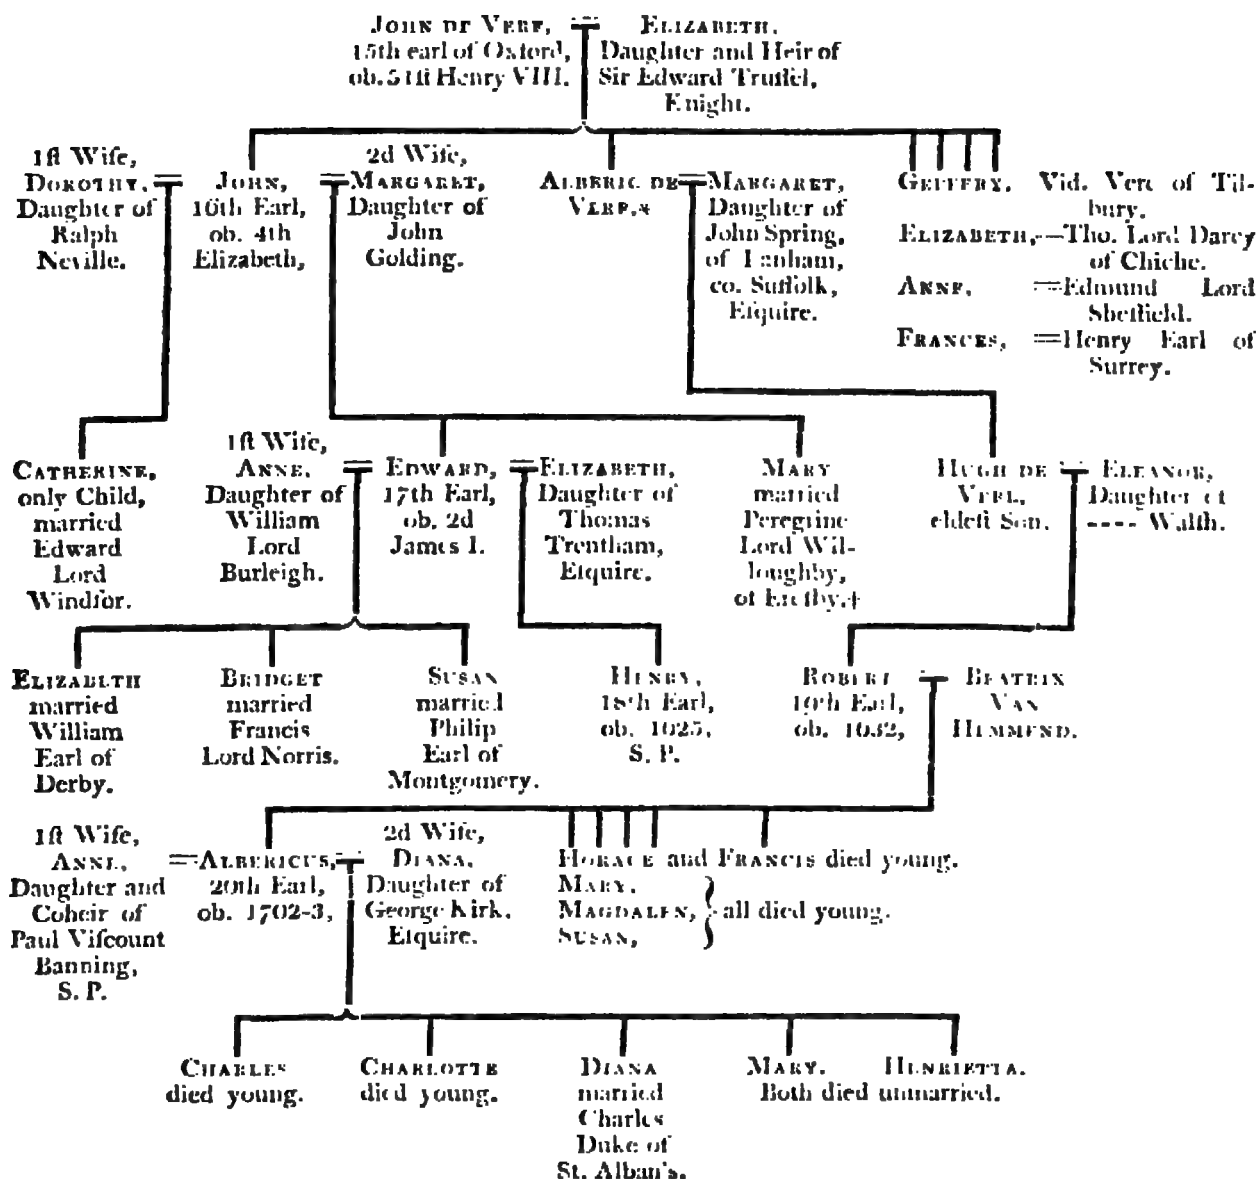 JOHN DE VERE, = ELIZABETH.
15th earl of Oxford, Daughter and Heir of
ob. 31ſt Henry VIII. Sir Edward Truſſel,
Knight.
1ſt Wife,
DOROTHY,
Daughter of
Ralph
Neville.
= JOHN,
16th Earl,
ob. 4th
Elizabeth,
2d Wife,
= MARGARET,
Daughter of
John
Golding.
ALBERIC DE
VERE,*
= MARGARET,
Daughter of
John Spring,
of Lanham,
co. Suffolk,
Eſquire.
GEFFERY. Vid. Vere of Til-
bury.
ELIZABETH,—Tho. Lord Darcy
of Chiche.
ANNE, =Edmund Lord
Sheffield.
FRANCES, =Henry Earl of
Surrey.
CATHERINE,
only Child,
married
Edward
Lord
Windſor.
1ſt Wife,
ANNE.
Daughter of
William
Lord
Burleigh.
= EDWARD,
17th Earl,
ob. 2d
James I.
= ELIZABETH,
Daughter of
Thomas
Trentham,
Eſquire.
MARY
married
Peregrine
Lord Wil-
loughby,
of Ereſby.†
HUGH DE
VERE,
eldeſt Son.
= ELEANOR,
Daughter of
---- Walſh.
ELIZABETH
married
William
Earl of
Derby.
BRIDGET
married
Francis
Lord Norris.
SUSAN
married
Philip
Earl of
Montgomery.
HENRY,
18th Earl,
ob. 1625,
S. P.
ROBERT
19th Earl,
ob. 1632,
= BEATRIX
VAN
HEMMEND.
1ſt Wife,
ANNE.
Daughter and
Coheir of
Paul Viſcount
Banning,
S. P.
=ALBERICUS,=
20th Earl,
ob. 1702-3,
2d Wife,
DIANA.
Daughter of
George Kirk.
Eſquire.
HORACE and FRANCIS died young.
MARY.
MAGDALEN, } all died young.
SUSAN,
CHARLES
died young.
CHARLOTTE
died young.
DIANA
married
Charles
Duke of
St. Alban's.
MARY. HENRIETTA.
Both died unmarried.